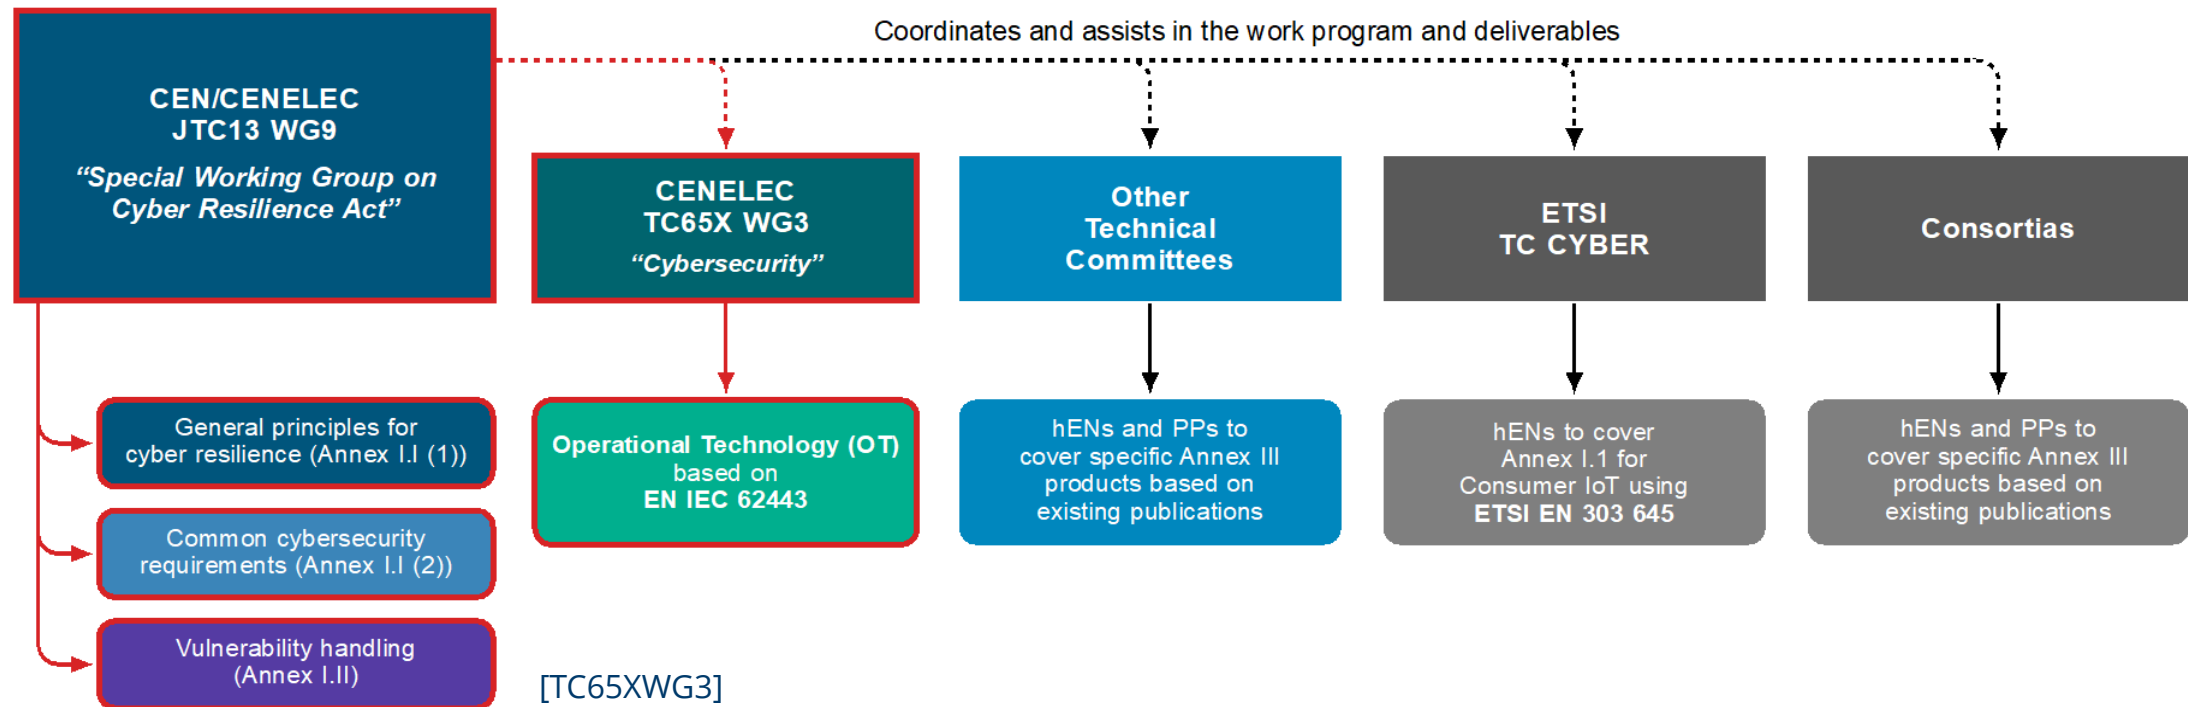 Coordinates and assists in the work program and deliverables
CEN/CENELEC
JTC13 WG9
“Special Working Group on
Cyber Resilience Act”
CENELEC
TC65X WG3
“Cybersecurity”
Other
Technical
Committees
ETSI
TC CYBER
Consortias
General principles for
cyber resilience (Annex I.I (1))
Common cybersecurity
requirements (Annex I.I (2))
Vulnerability handling
(Annex I.II)
Operational Technology (OT)
based on
EN IEC 62443
hENs and PPs to
cover specific Annex III
products based on
existing publications
hENs to cover
Annex I.1 for
Consumer IoT using
ETSI EN 303 645
hENs and PPs to
cover specific Annex III
products based on
existing publications
[TC65XWG3]